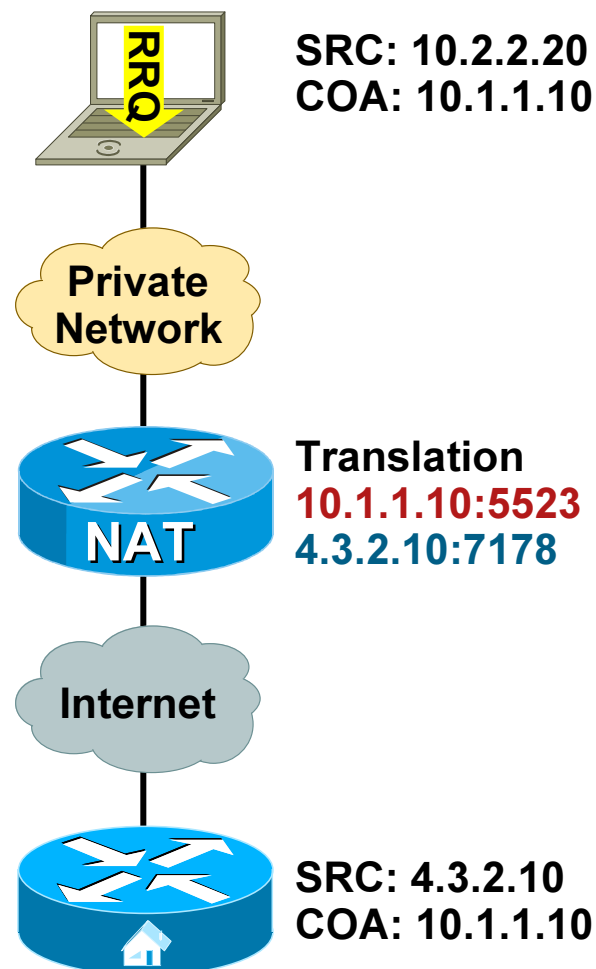 RRQ
SRC: 10.2.2.20
COA: 10.1.1.10
Private
Network
Translation
10.1.1.10:5523
4.3.2.10:7178
NAT
Internet
SRC: 4.3.2.10
COA: 10.1.1.10